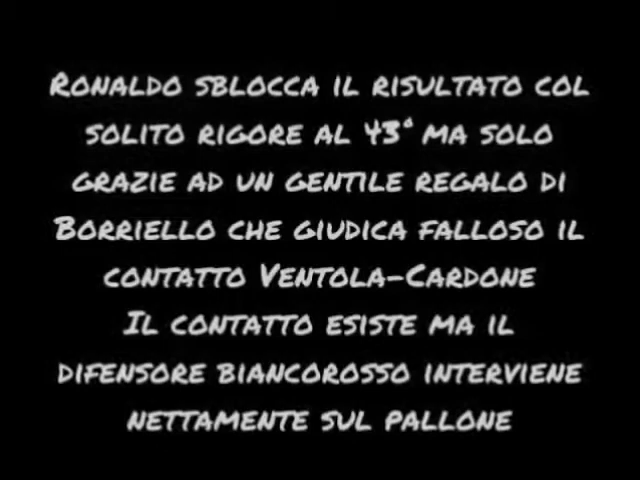 Ronaldo sblocca il risultato col
solito rigore al 43° ma solo
grazie ad un gentile regalo di
Borriello che giudica falloso il
contatto Ventola-Cardone
Il contatto esiste ma il
difensore biancorosso interviene
nettamente sul pallone